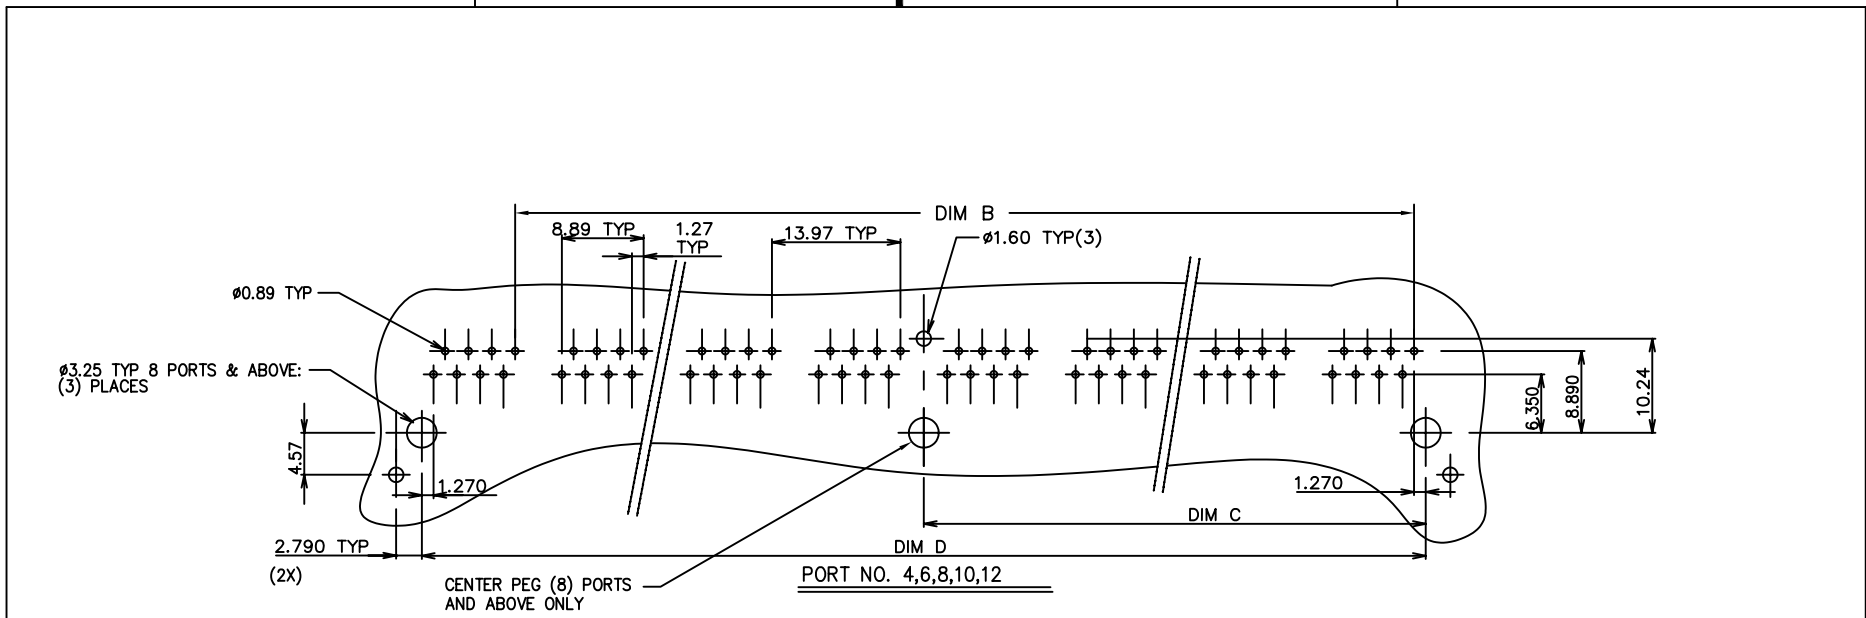 DIM B
8.89 TYP
1.27
TYP
13.97 TYP
ø1.60 TYP(3)
ø0.89 TYP
ø3.25 TYP 8 PORTS & ABOVE:
(3) PLACES
6.350
8.890
10.24
4.57
1.270
1.270
DIM C
2.790 TYP
(2X)
DIM D
CENTER PEG (8) PORTS
AND ABOVE ONLY
PORT NO. 4,6,8,10,12